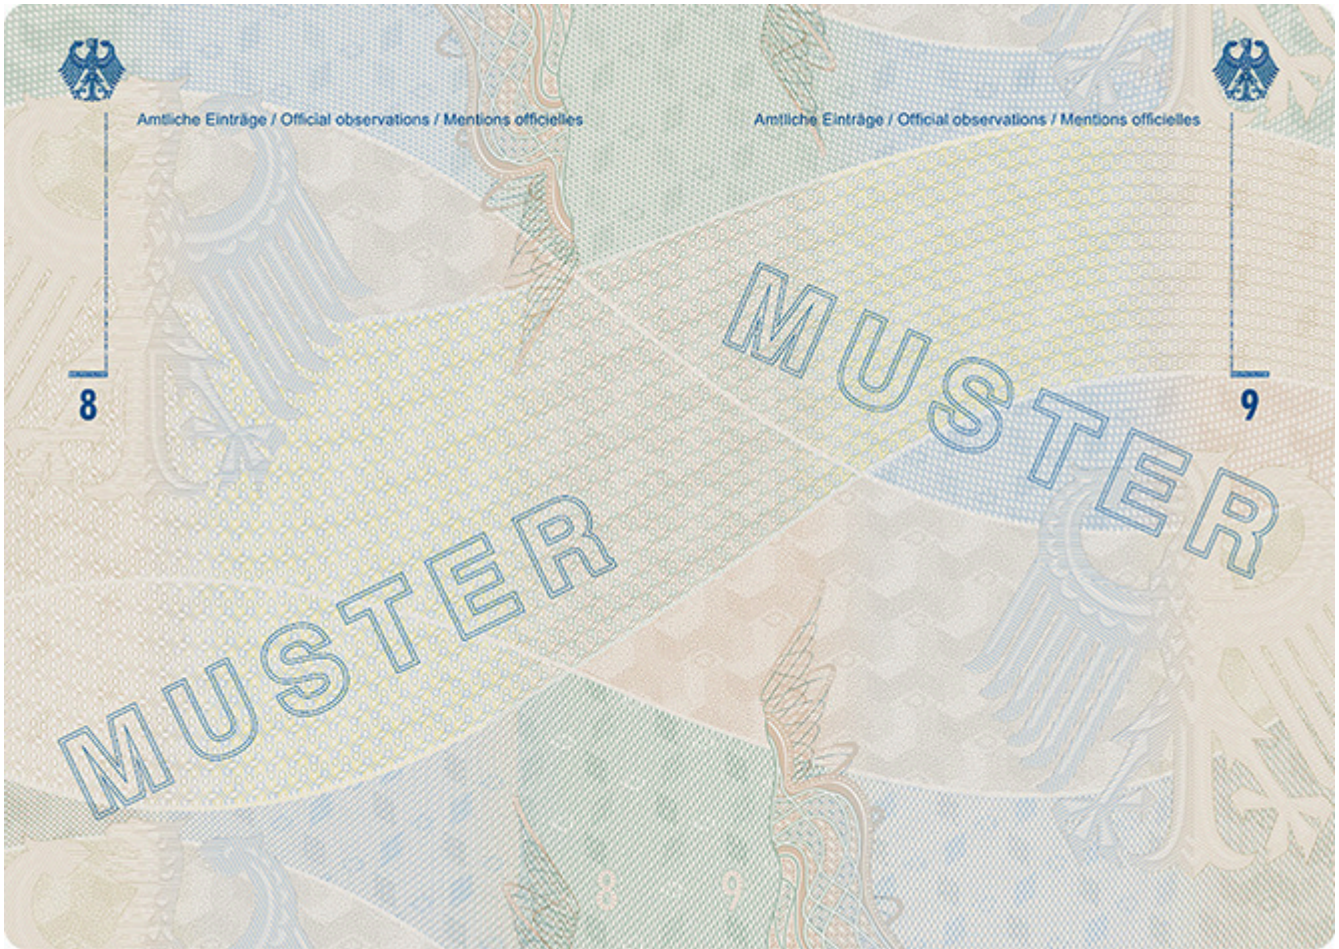 Amtliche Einträge / Official observations / Mentions officielles
8
MUSTER
Amtliche Einträge / Official observations / Mentions officielles
9
MUSTER
8 9